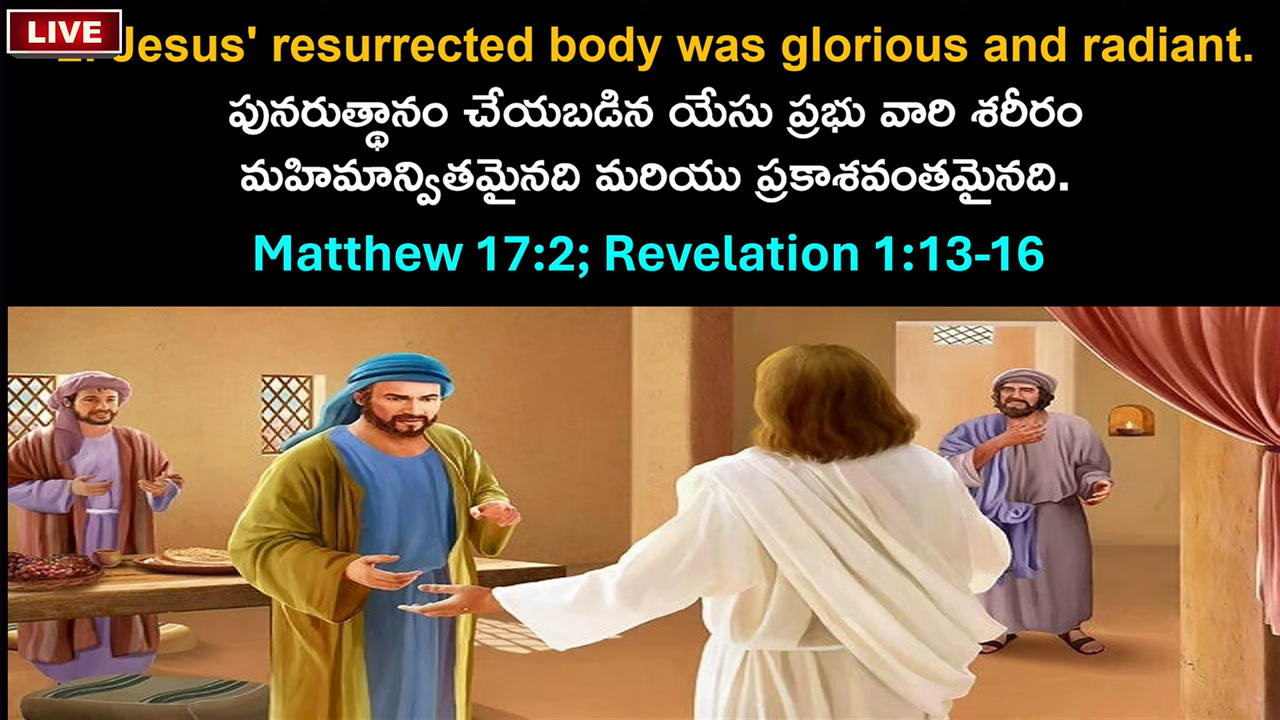 LIVE
Jesus' resurrected body was glorious and radiant.
పునరుత్థానం చేయబడిన యేసు ప్రభు వారి శరీరం
మహిమాన్వితమైనది మరియు ప్రకాశవంతమైనది.
Matthew 17:2; Revelation 1:13-16